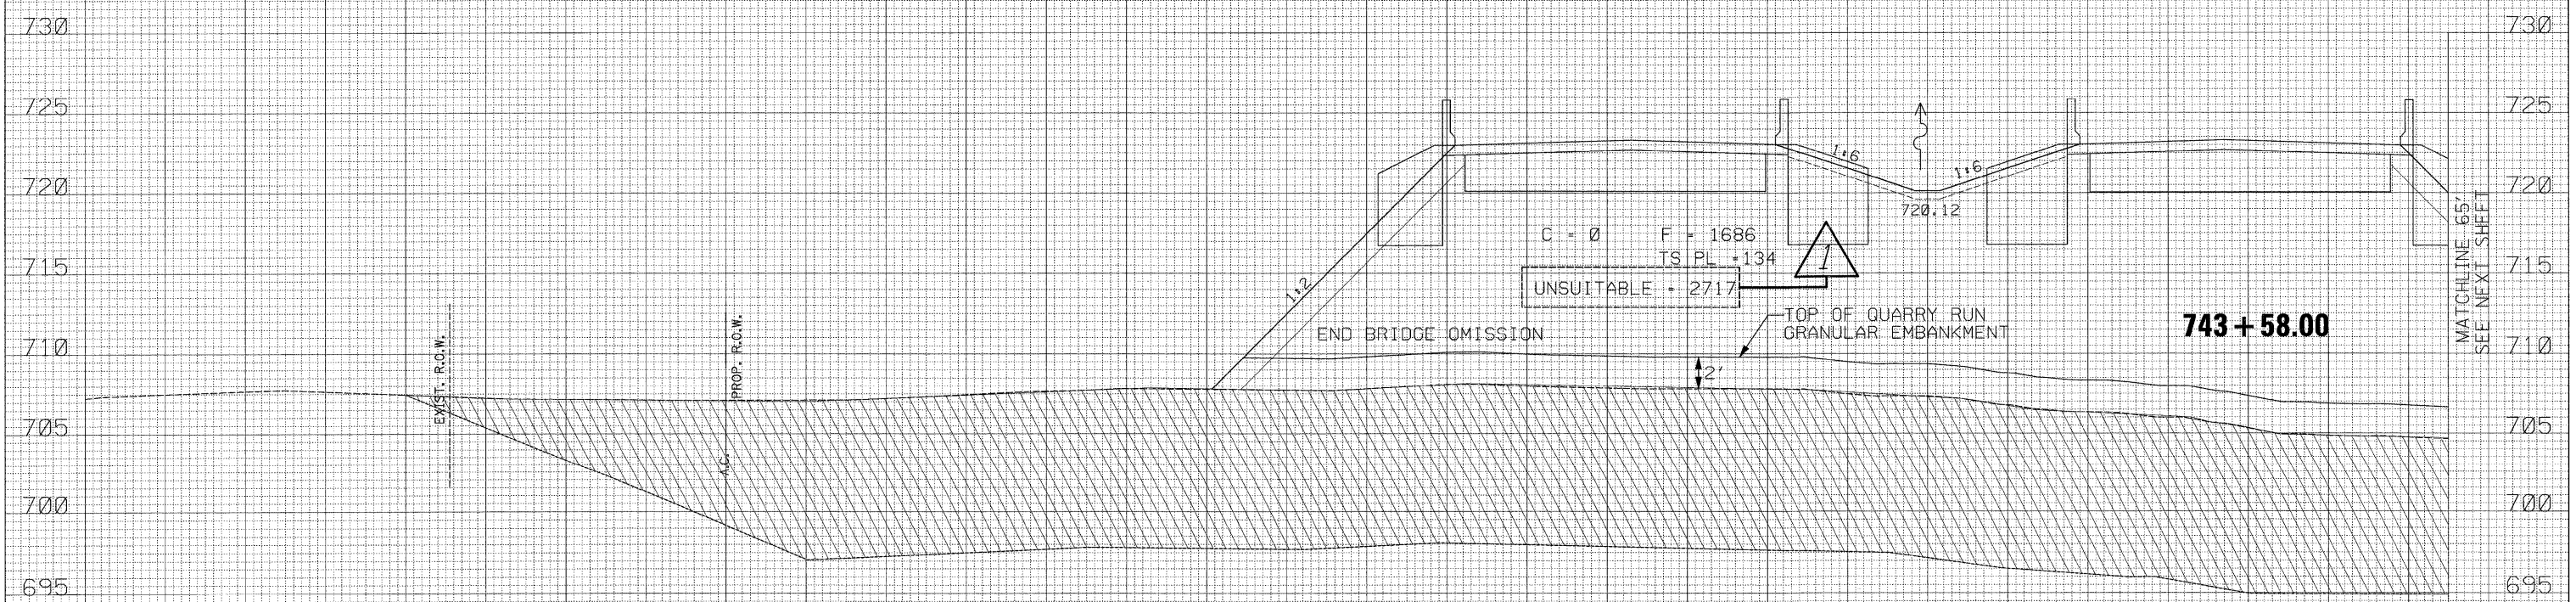 730
730
725
725
1:6
1:6
720
720
720.12
C = Ø F = 1686
TS PL =134
1
715
715
UNSUITABLE = 2717
1:2
TOP OF QUARRY RUN
GRANULAR EMBANKMENT
END BRIDGE OMISSION
743+58.00
MATCHLINE 65'
SEE NEXT SHEET
710
710
2'
EXIST. R.O.W.
PROP. R.O.W.
705
705
A.C.
700
700
695
695